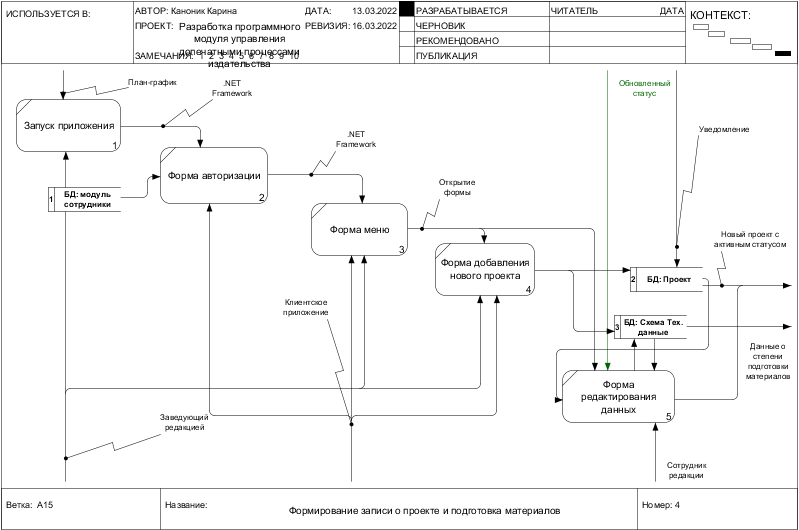 ИСПОЛЬЗУЕТСЯ В:
АВТОР: Каноник Карина
ДАТА: 13.03.2022
РАЗРАБАТЫВАЕТСЯ
ЧИТАТЕЛЬ
ДАТА
КОНТЕКСТ:
ПРОЕКТ: Разработка программного
модуля управления
допечатными процессами
издательства
РЕВИЗИЯ: 16.03.2022
ЧЕРНОВИК
РЕКОМЕНДОВАНО
ЗАМЕЧАНИЯ: 1 2 3 4 5 6 7 8 9 10
ПУБЛИКАЦИЯ
План-график
.NET
Framework
Обновленный
статус
Запуск приложения
1
.NET
Framework
Уведомление
Форма авторизации
2
1
БД: модуль
сотрудники
Открытие
формы
Форма меню
3
Новый проект с
активным статусом
Форма добавления
нового проекта
4
2
БД: Проект
Клиентское
приложение
3
БД: Схема Тех.
данные
Данные о
степени
подготовки
материалов
Форма
редактирования
данных
5
Заведующий
редакцией
Сотрудник
редакции
Ветка: A15
Название:
Формирование записи о проекте и подготовка материалов
Номер: 4